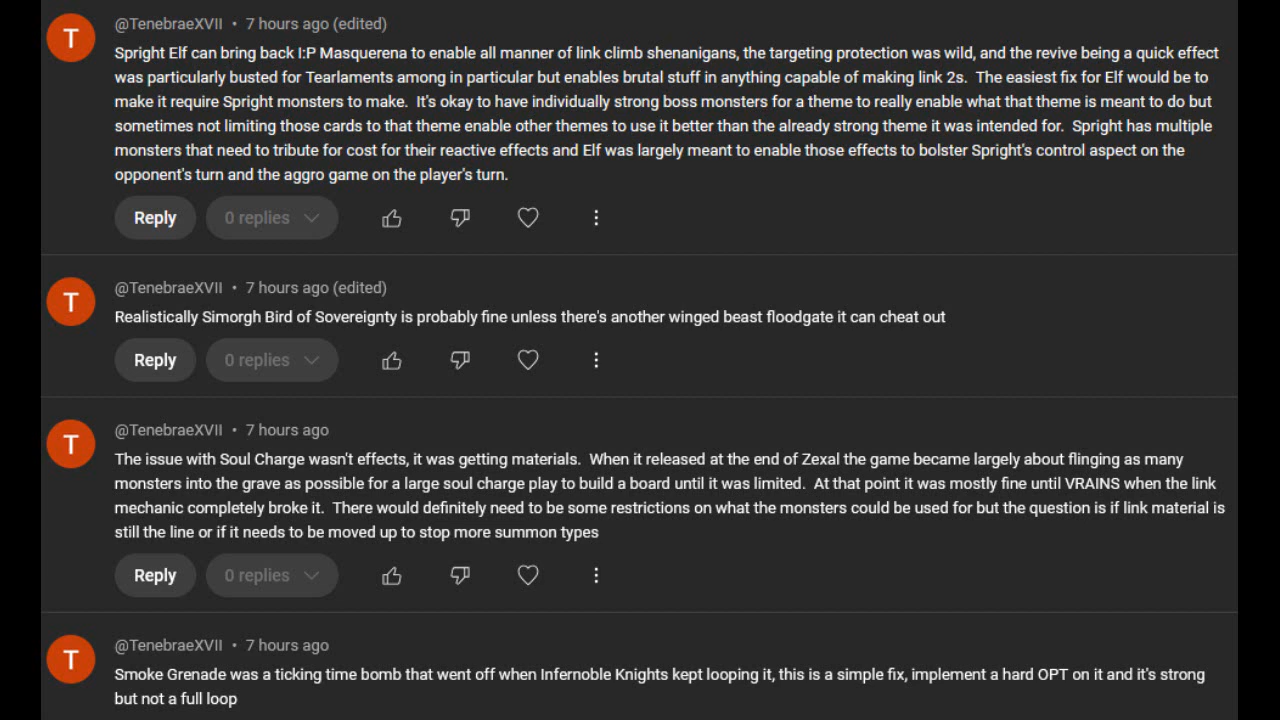 @TenebraeXVII • 7 hours ago (edited)
T
Spright Elf can bring back I:P Masquerena to enable all manner of link climb shenanigans, the targeting protection was wild, and the revive being a quick effect
was particularly busted for Tearlaments among in particular but enables brutal stuff in anything capable of making link 2s.  The easiest fix for Elf would be to
make it require Spright monsters to make.  It's okay to have individually strong boss monsters for a theme to really enable what that theme is meant to do but
sometimes not limiting those cards to that theme enable other themes to use it better than the already strong theme it was intended for.  Spright has multiple
monsters that need to tribute for cost for their reactive effects and Elf was largely meant to enable those effects to bolster Spright's control aspect on the
opponent's turn and the aggro game on the player's turn.
Reply 0 replies
@TenebraeXVII • 7 hours ago (edited)
T
Realistically Simorgh Bird of Sovereignty is probably fine unless there's another winged beast floodgate it can cheat out
Reply 0 replies
@TenebraeXVII • 7 hours ago
T
The issue with Soul Charge wasn't effects, it was getting materials.  When it released at the end of Zexal the game became largely about flinging as many
monsters into the grave as possible for a large soul charge play to build a board until it was limited.  At that point it was mostly fine until VRAINS when the link
mechanic completely broke it.  There would definitely need to be some restrictions on what the monsters could be used for but the question is if link material is
still the line or if it needs to be moved up to stop more summon types
Reply 0 replies
@TenebraeXVII • 7 hours ago
T
Smoke Grenade was a ticking time bomb that went off when Infernoble Knights kept looping it, this is a simple fix, implement a hard OPT on it and it's strong
but not a full loop